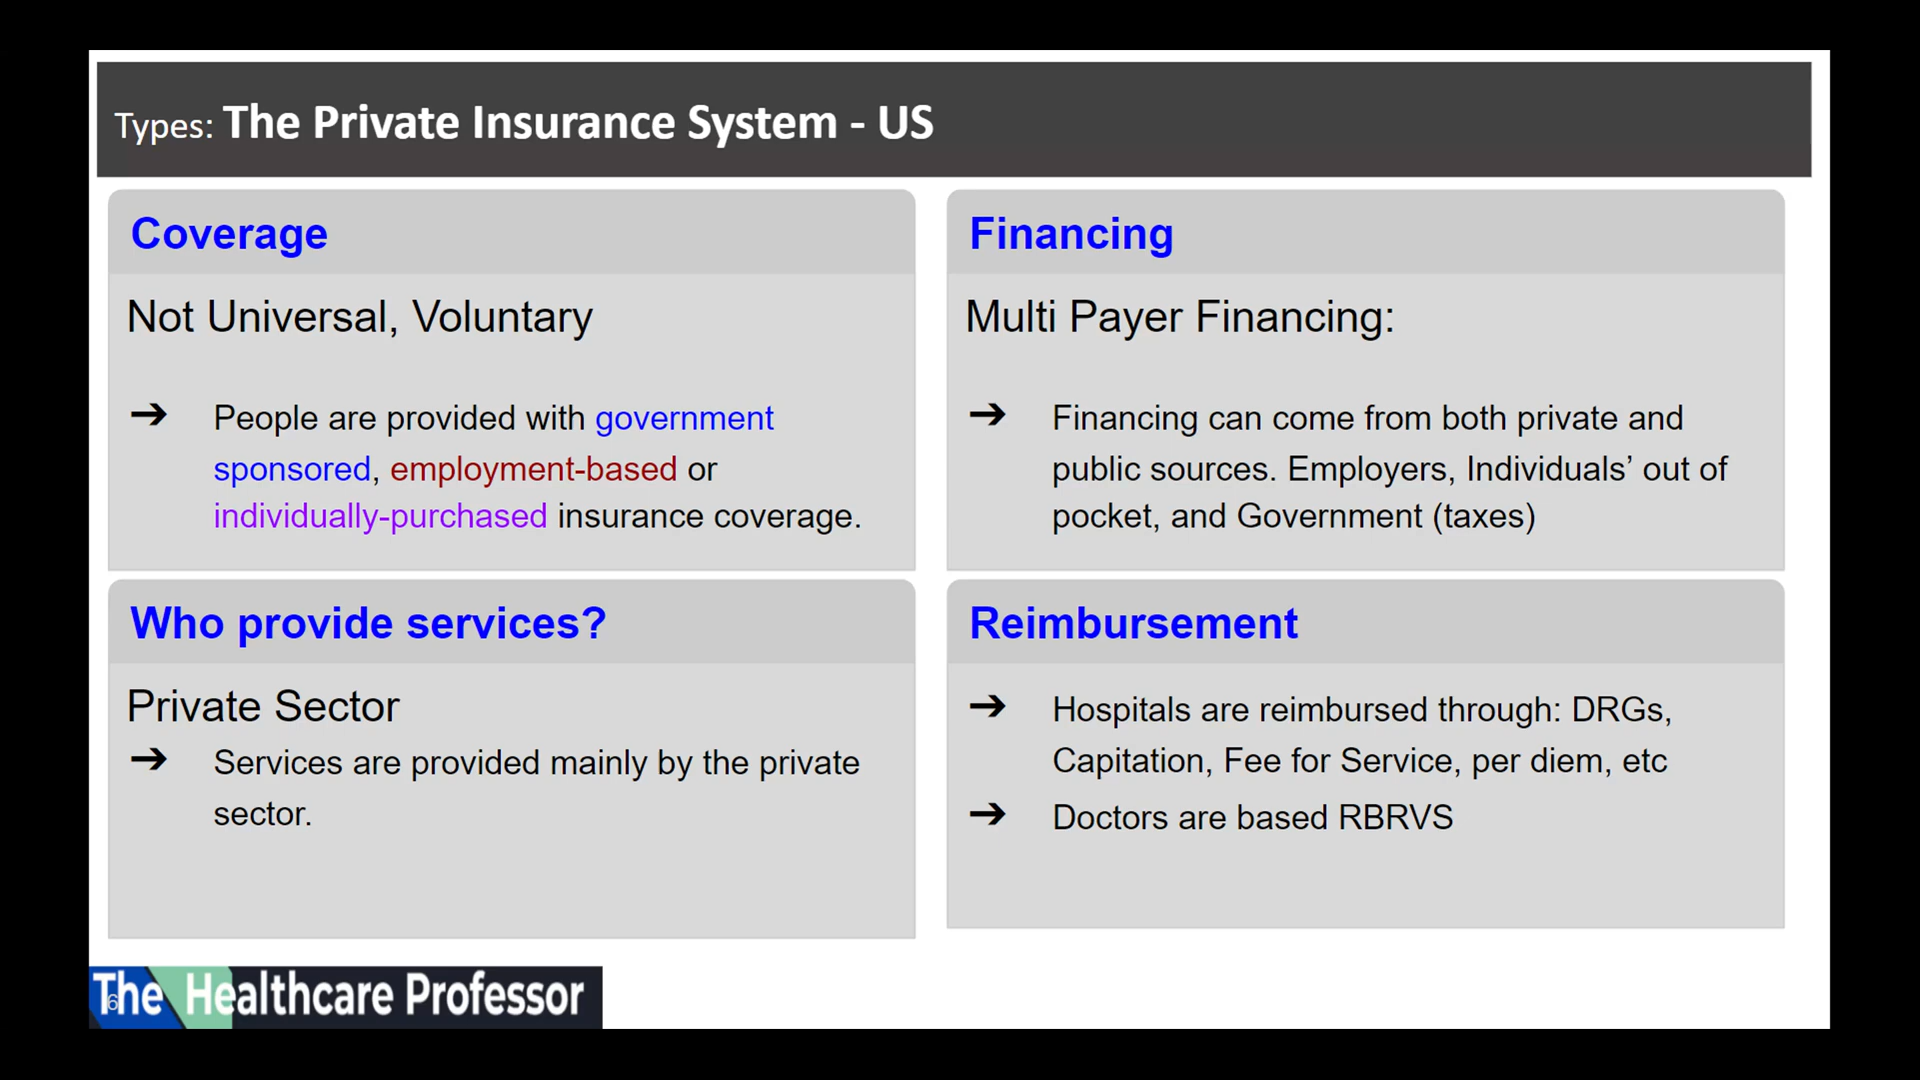 Types: The Private Insurance System - US
Coverage
Not Universal, Voluntary
➔ People are provided with government
sponsored, employment-based or
individually-purchased insurance coverage.
Financing
Multi Payer Financing:
➔ Financing can come from both private and
public sources. Employers, Individuals’ out of
pocket, and Government (taxes)
Who provide services?
Private Sector
➔ Services are provided mainly by the private
sector.
Reimbursement
➔ Hospitals are reimbursed through: DRGs,
Capitation, Fee for Service, per diem, etc
➔ Doctors are based RBRVS
The Healthcare Professor
6